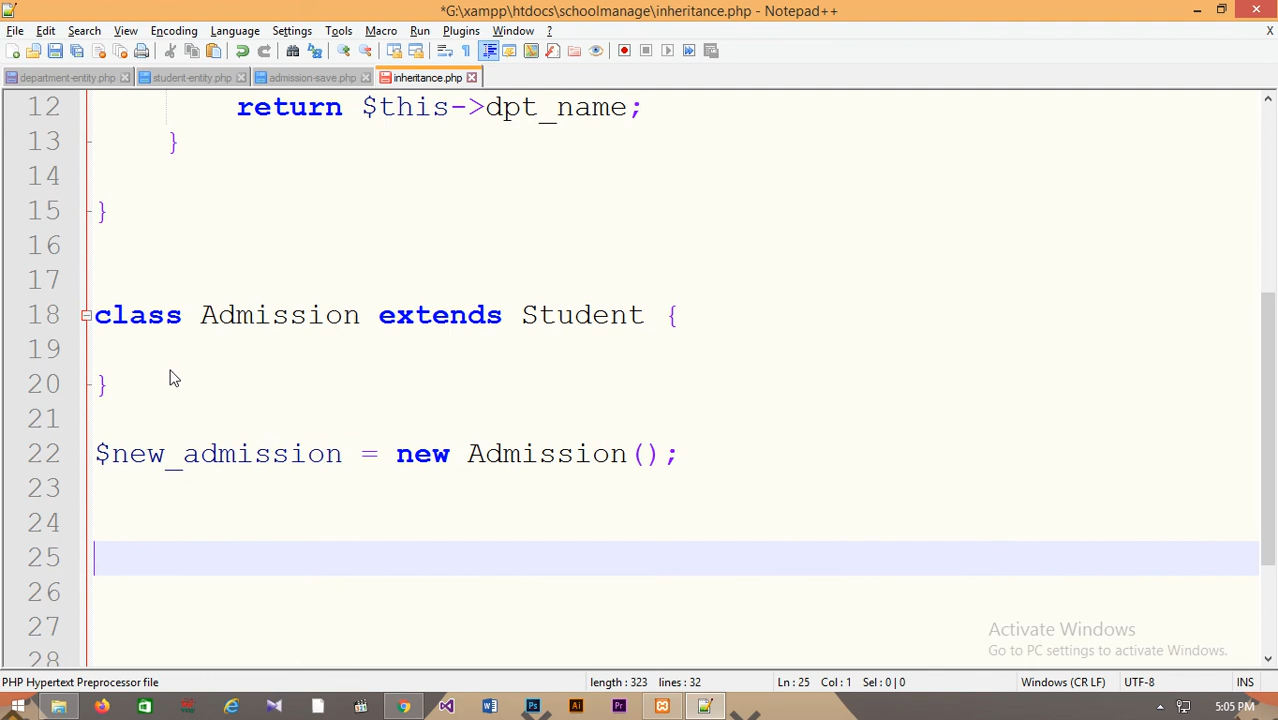 *G:\xampp\htdocs\schoolmanage\inheritance.php - Notepad++
File Edit Search View Encoding Language Settings Tools Macro Run Plugins Window ? X
department-entity.php student-entity.php admission-save.php inheritance.php
12 return $this->dpt_name;
13 }
14
15 }
16
17
18 class Admission extends Student {
19
20 }
21
22 $new_admission = new Admission();
23
24
25
26
27
28
Activate Windows
Go to PC settings to activate Windows.
PHP Hypertext Preprocessor file length : 323 lines : 32 Ln : 25 Col : 1 Sel : 0 | 0 Windows (CR LF) UTF-8 INS
5:05 PM